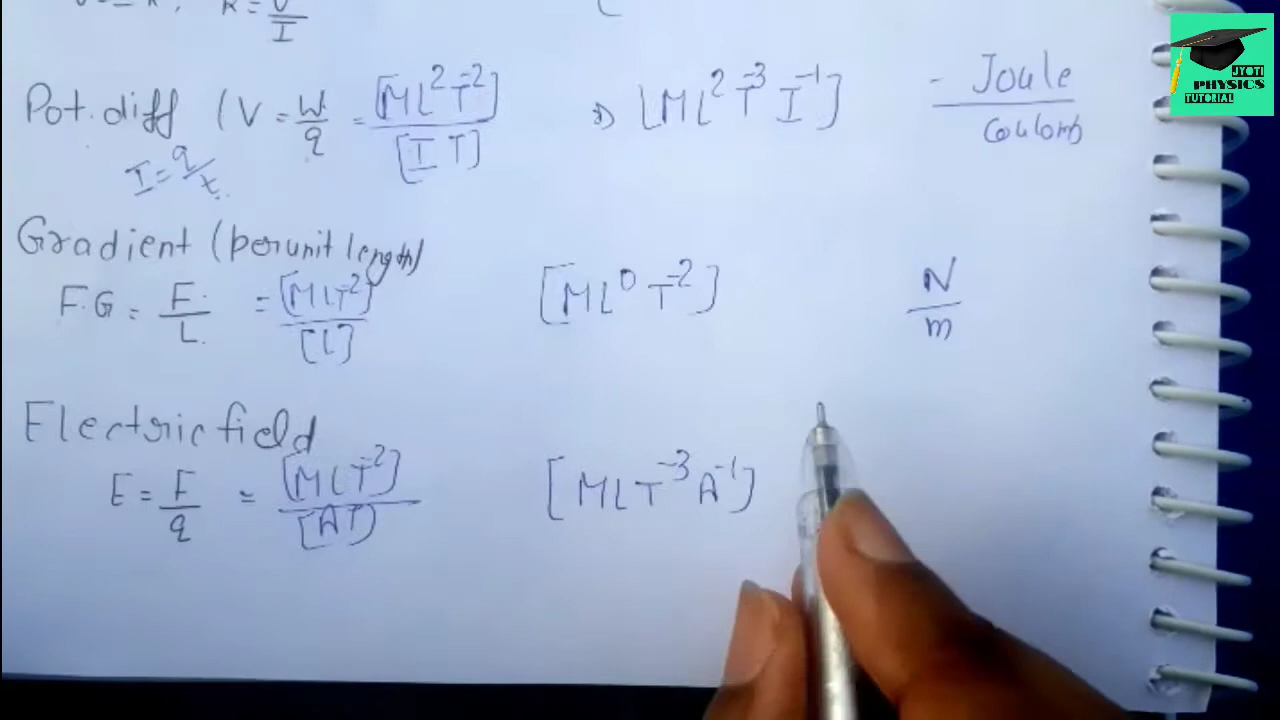 R = V/I
Pot. diff (V = W/q = [ML²T⁻²]/[IT] ⇒ [ML²T⁻³I⁻¹] - Joule/Coulomb
I = q/t
Gradient (per unit length)
F.G = F/L = [MLT⁻²]/[L] [ML⁰T⁻²] N/m
Electric field
E = F/q = [MLT⁻²]/[AT] [MLT⁻³A⁻¹]
JYOTI
PHYSICS
TUTORIAL